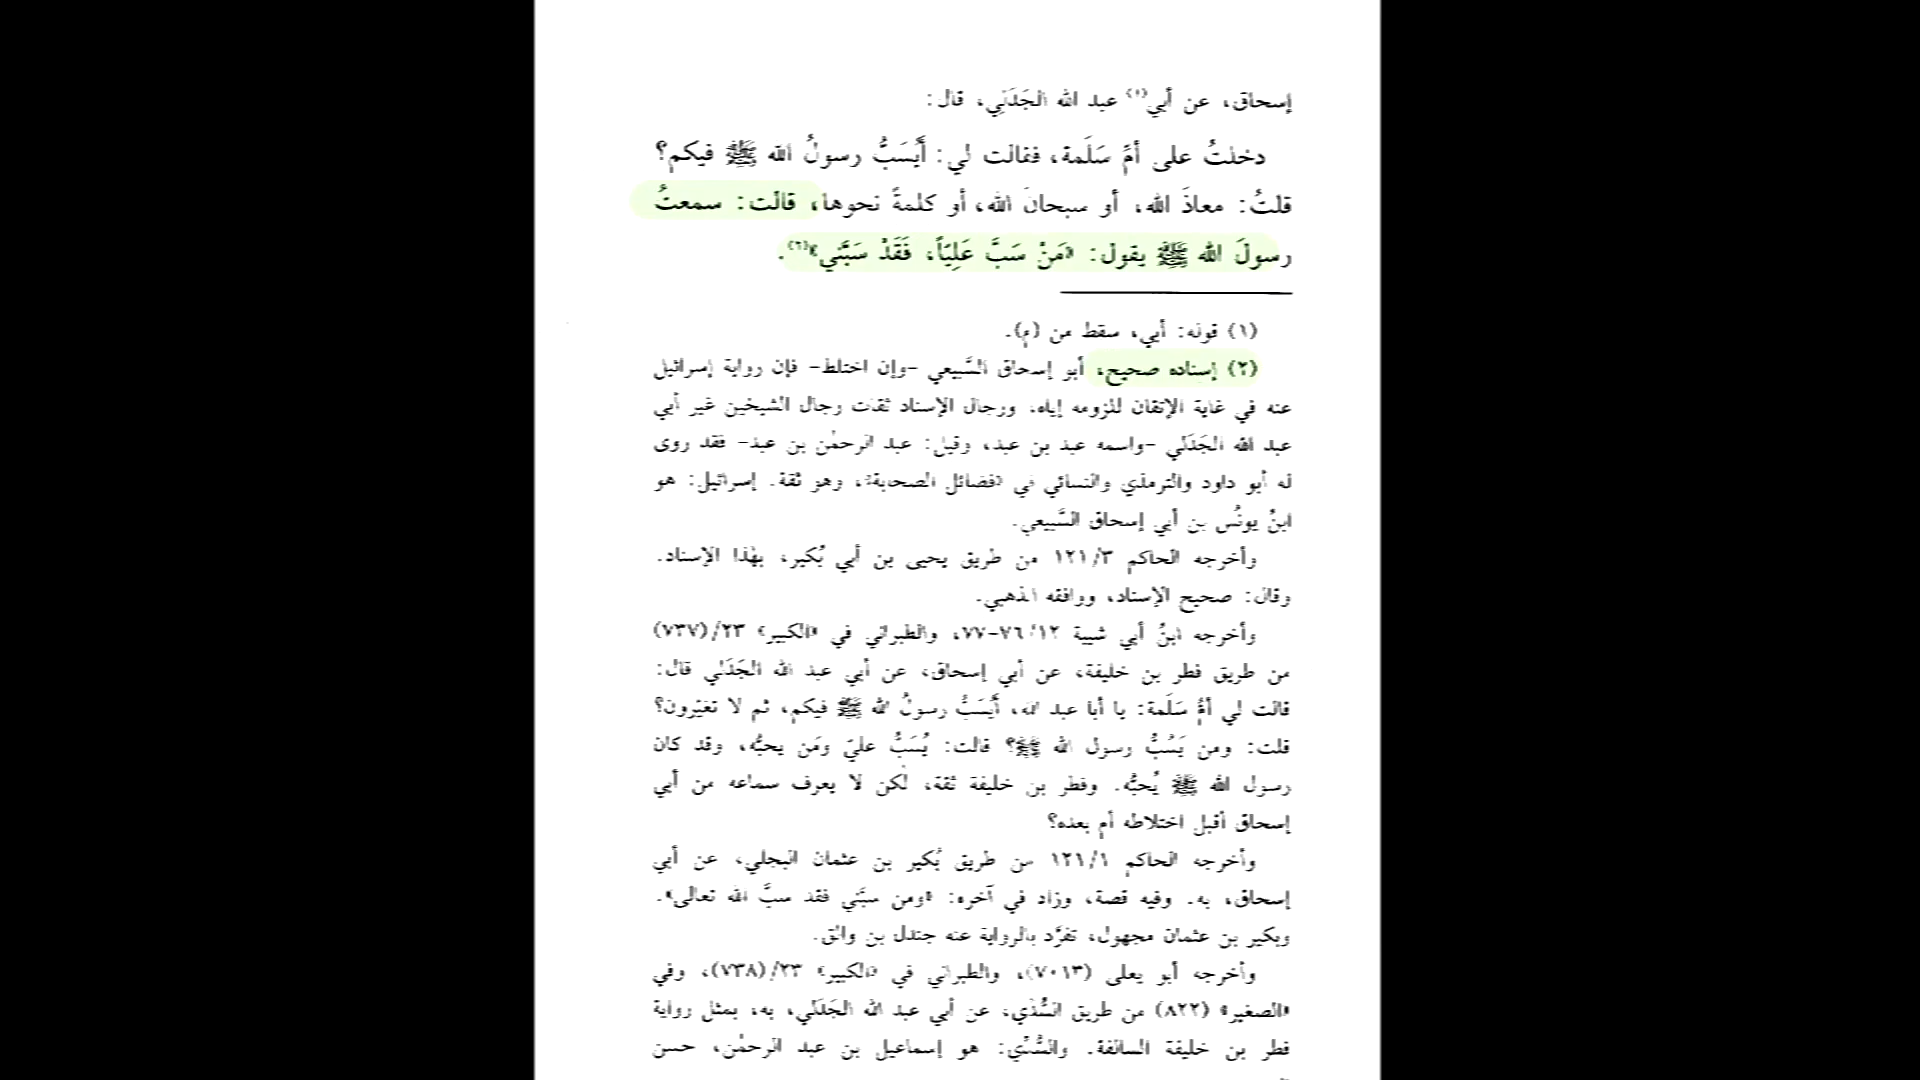 إسحاق، عن أبي(١) عبد الله الجَدَلي، قال:
دخلتُ على أمِّ سَلَمة، فقالت لي: أَيُسَبُّ رسولُ الله ﷺ فيكم؟
قلتُ: معاذَ الله، أو سبحانَ الله، أو كلمةً نحوها، قالت: سمعتُ
رسولَ الله ﷺ يقول: «مَنْ سَبَّ عَلِيّاً، فَقَدْ سَبَّني»(٢).
(١) قوله: أبي، سقط من (م).
(٢) إسناده صحيح، أبو إسحاق السَّبيعي -وإن اختلط- فإن رواية إسرائيل
عنه في غاية الإتقان للزومه إياه، ورجال الإسناد ثقات رجال الشيخين غير أبي
عبد الله الجَدَلي -واسمه عبد بن عبد، وقيل: عبد الرحمٰن بن عبد- فقد روى
له أبو داود والترمذي والنسائي في «فضائل الصحابة»، وهو ثقة. إسرائيل: هو
ابنُ يونُس بن أبي إسحاق السَّبيعي.
وأخرجه الحاكم ١٢١/٣ من طريق يحيى بن أبي بُكير، بهٰذا الإسناد.
وقال: صحيح الإسناد، ووافقه الذهبي.
وأخرجه ابنُ أبي شيبة ٧٦/١٢-٧٧، والطبراني في «الكبير» ٢٣/(٧٣٧)
من طريق فطر بن خليفة، عن أبي إسحاق، عن أبي عبد الله الجَدَلي قال:
قالت لي أمُّ سَلَمة: يا أبا عبد الله، أَيُسَبُّ رسولُ الله ﷺ فيكم، ثم لا تغيّرون؟
قلت: ومن يَسُبُّ رسول الله ﷺ؟ قالت: يُسَبُّ عليّ ومَن يحبُّه، وقد كان
رسول الله ﷺ يُحبُّه. وفطر بن خليفة ثقة، لٰكن لا يعرف سماعه من أبي
إسحاق أقبل اختلاطه أم بعده؟
وأخرجه الحاكم ١٢١/١ من طريق بُكير بن عثمان البجلي، عن أبي
إسحاق، به. وفيه قصة، وزاد في آخره: «ومن سبَّني فقد سبَّ الله تعالى».
وبكير بن عثمان مجهول، تفرَّد بالرواية عنه جندل بن والق.
وأخرجه أبو يعلى (٧٠١٣)، والطبراني في «الكبير» ٢٣/(٧٣٨)، وفي
«الصغير» (٨٢٢) من طريق السُّدِّي، عن أبي عبد الله الجَدَلي، به، بمثل رواية
فطر بن خليفة السالفة. والسُّدِّي: هو إسماعيل بن عبد الرحمٰن، حسن